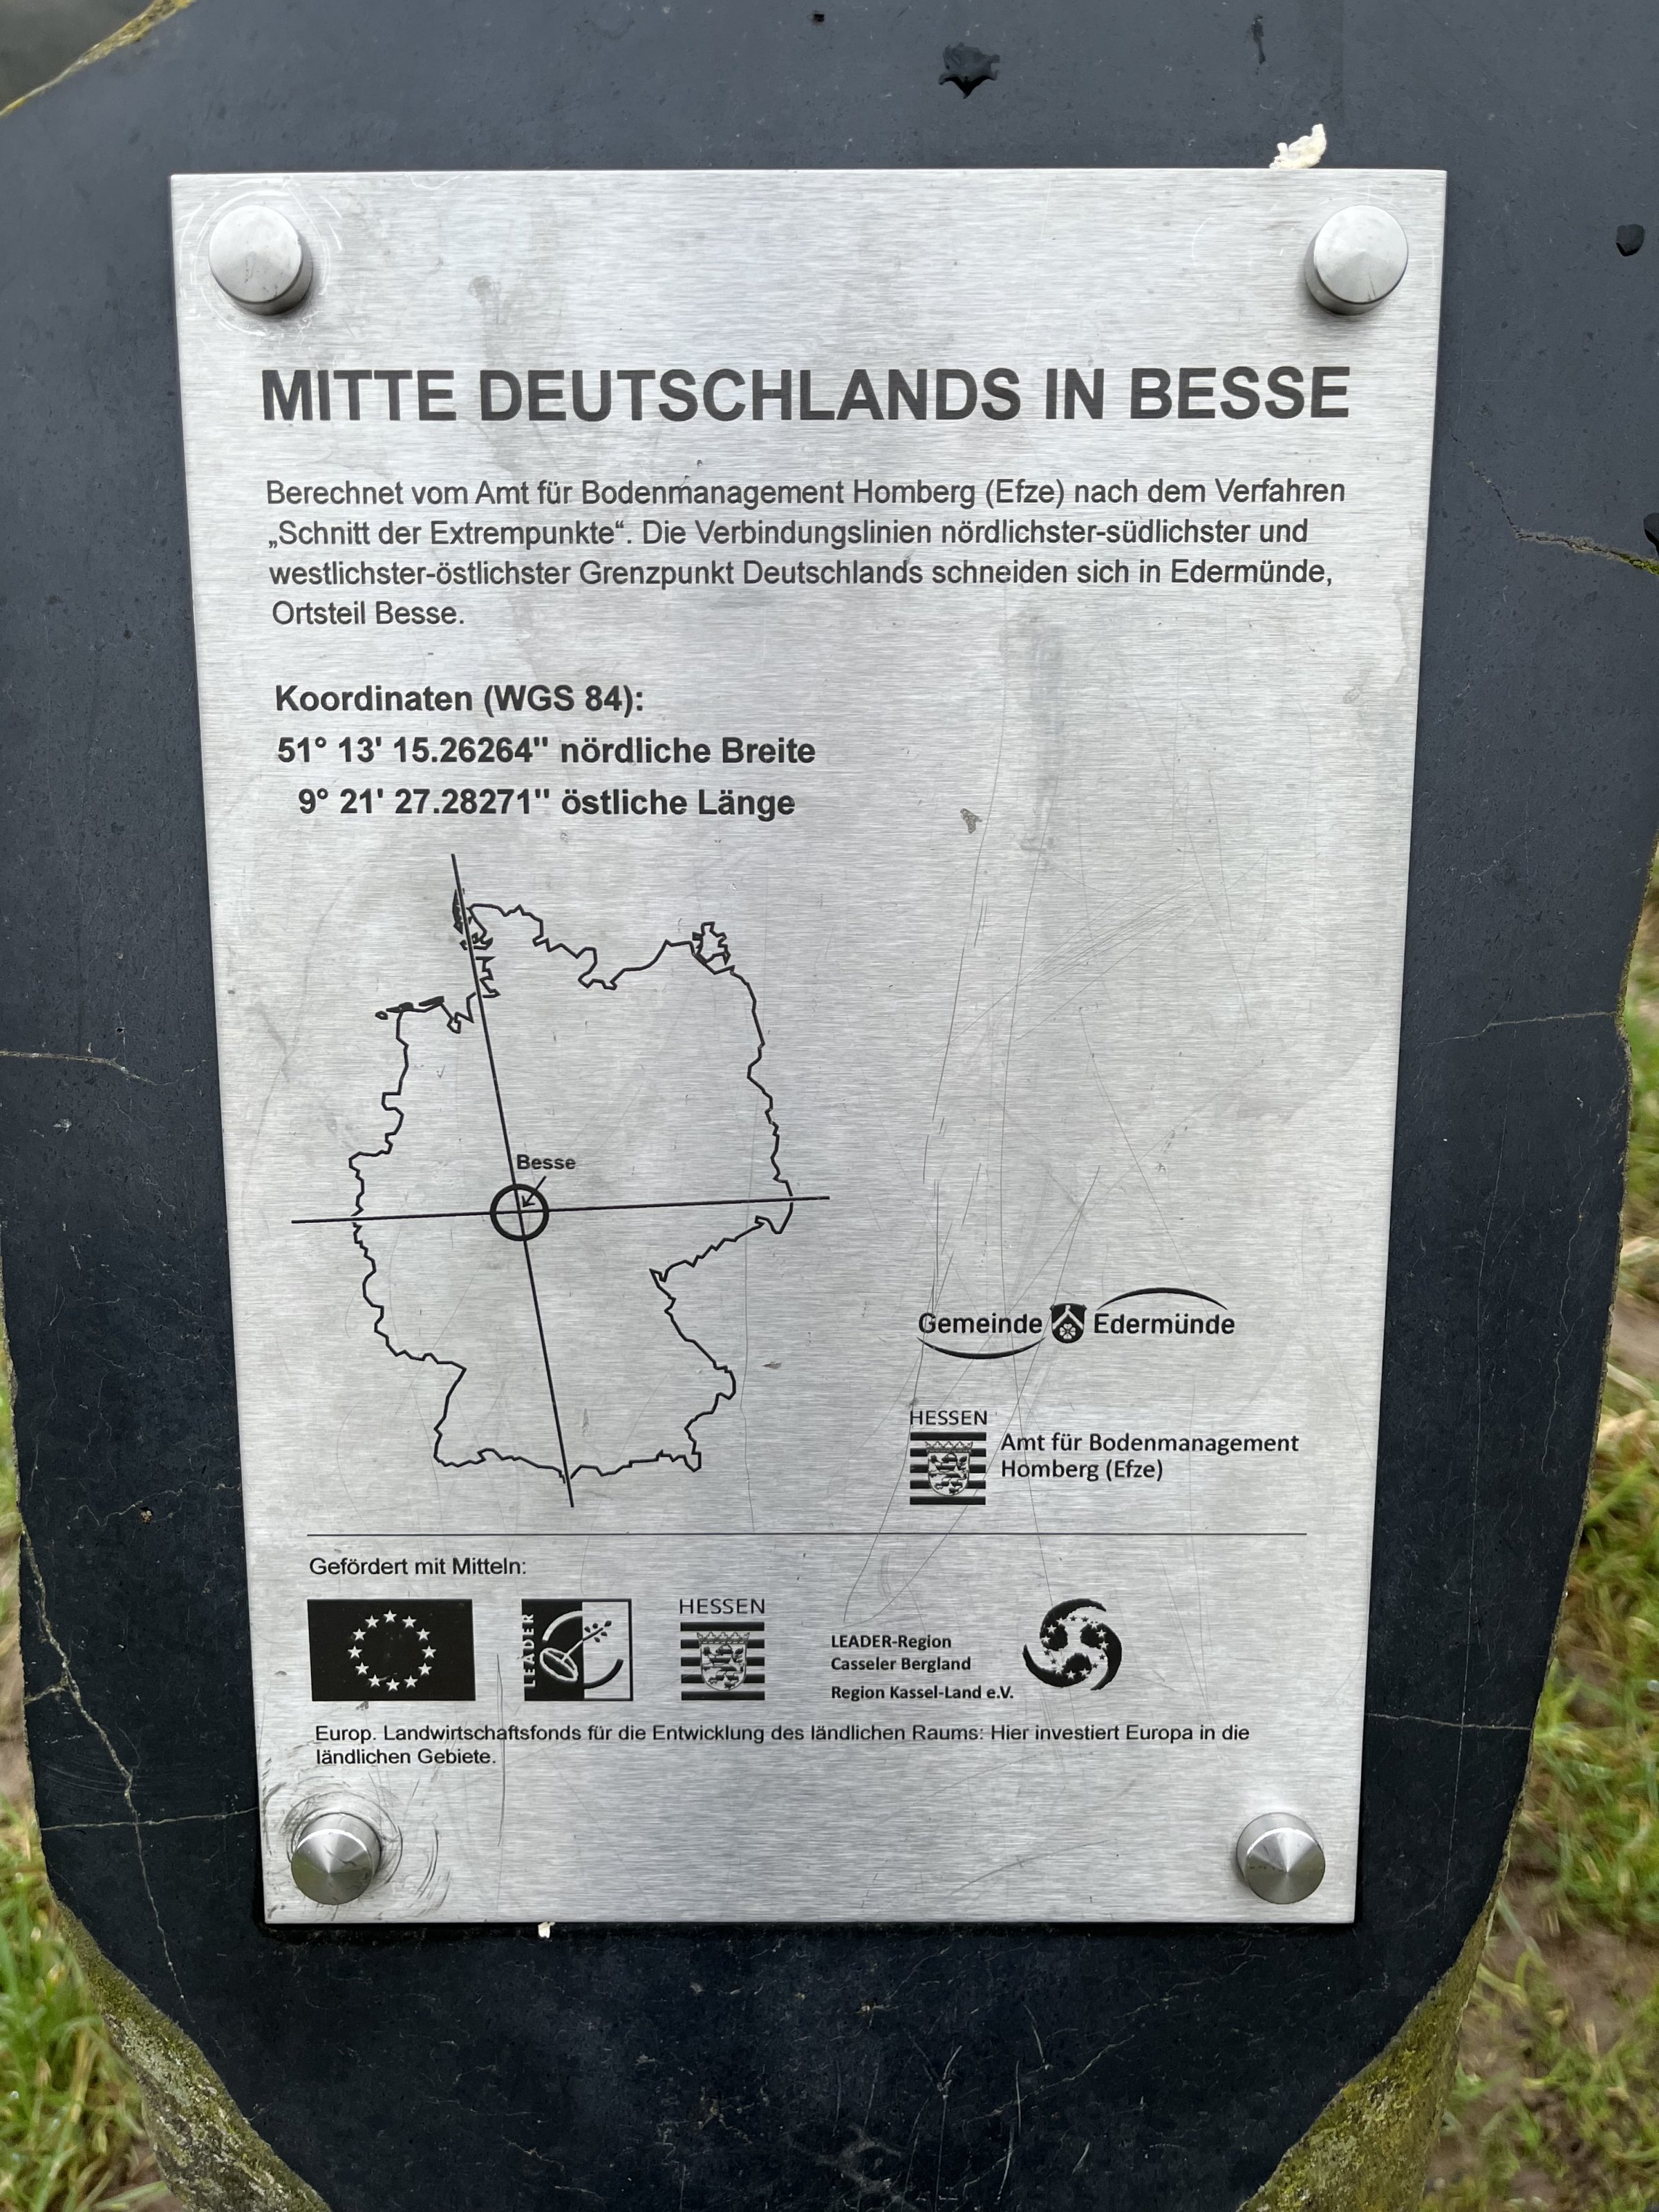 MITTE DEUTSCHLANDS IN BESSE
Berechnet vom Amt für Bodenmanagement Homberg (Efze) nach dem Verfahren
„Schnitt der Extrempunkte“. Die Verbindungslinien nördlichster-südlichster und
westlichster-östlichster Grenzpunkt Deutschlands schneiden sich in Edermünde,
Ortsteil Besse.
Koordinaten (WGS 84):
51° 13' 15.26264" nördliche Breite
9° 21' 27.28271" östliche Länge
Besse
Gemeinde Edermünde
HESSEN
Amt für Bodenmanagement
Homberg (Efze)
Gefördert mit Mitteln:
LEADER
HESSEN
LEADER-Region
Casseler Bergland
Region Kassel-Land e.V.
Europ. Landwirtschaftsfonds für die Entwicklung des ländlichen Raums: Hier investiert Europa in die
ländlichen Gebiete.